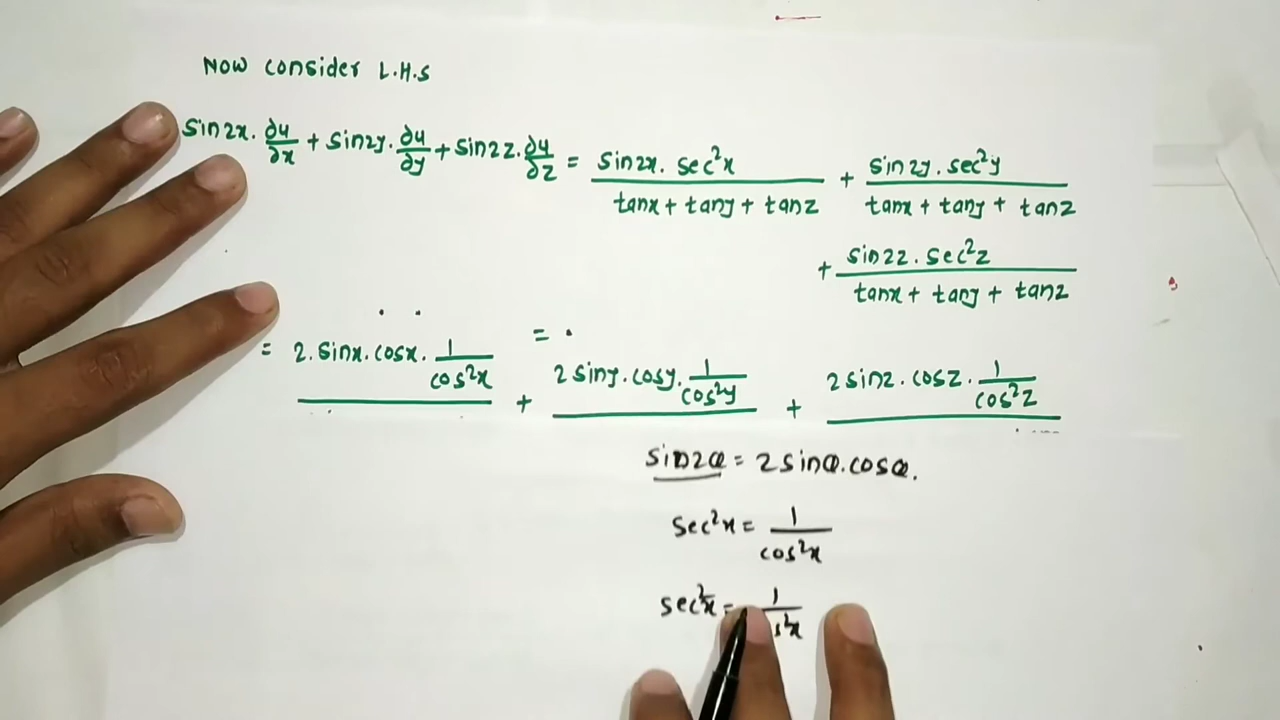 Now consider L.H.S
sin2x. ∂u/∂x + sin2y. ∂u/∂y + sin2z. ∂u/∂z = sin2x. sec²x / tanx + tany + tanz + sin2y. sec²y / tanx + tany + tanz
+ sin2z. sec²z / tanx + tany + tanz
= .
= 2. sinx. cosx. 1/cos²x + 2 siny. cosy. 1/cos²y + 2 sinz. cosz. 1/cos²z
sin2θ = 2 sinθ. cosθ.
sec²x = 1/cos²x
sec²x =